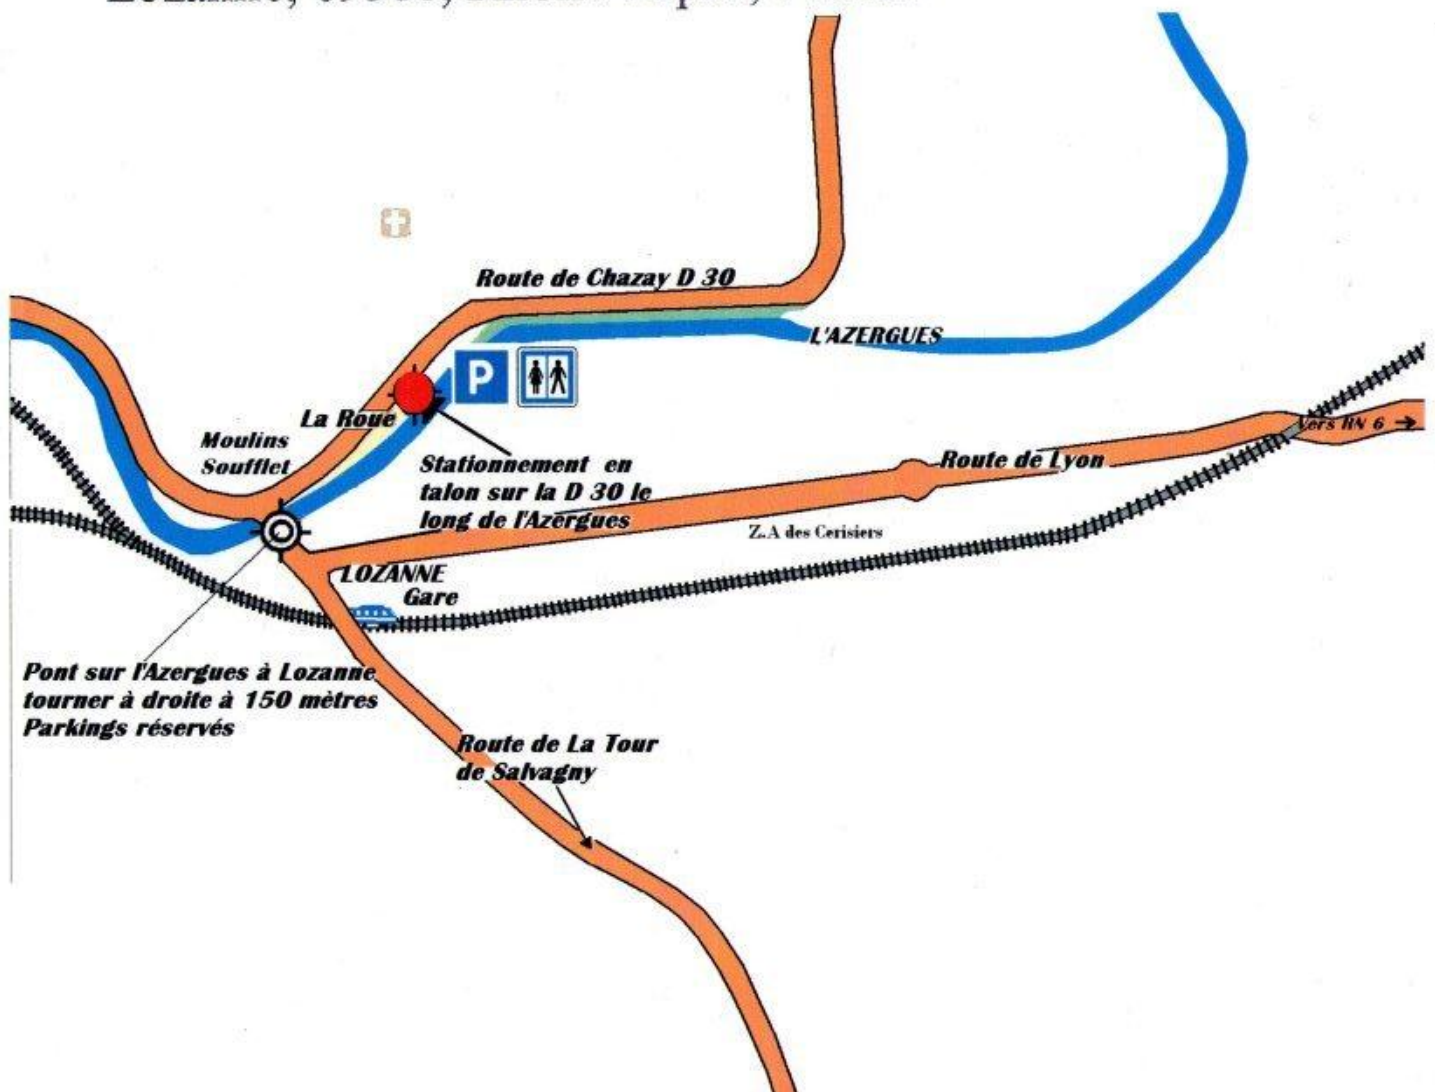 Route de Chazay D 30
L'AZERGUES
P
La Roue
Moulins
Soufflet
Vers RN 6
Stationnement en
talon sur la D 30 le
long de l'Azergues
Route de Lyon
Z.A des Cerisiers
LOZANNE
Gare
Pont sur l'Azergues à Lozanne
tourner à droite à 150 mètres
Parkings réservés
Route de La Tour
de Salvagny